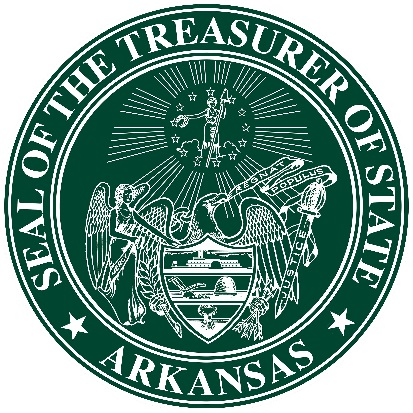 SEAL OF THE TREASURER OF STATE
REGNAT
POPULUS
JUSTICE
ARKANSAS